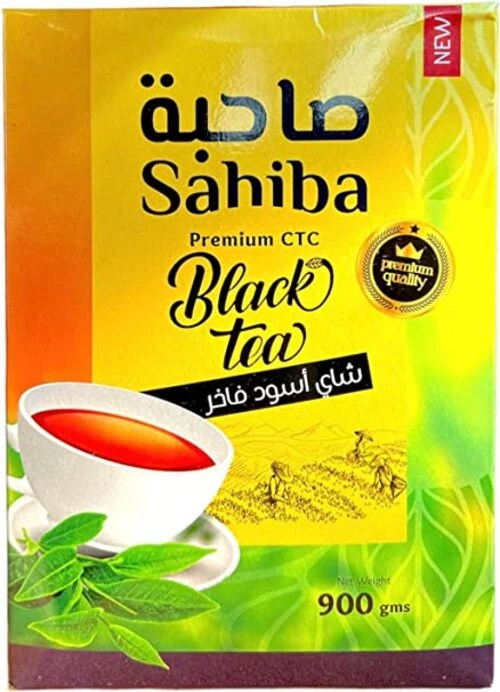 NEW
صاحبة
Sahiba
Premium CTC
Black
tea
premium
quality
شاي أسود فاخر
Net Weight
900 gms